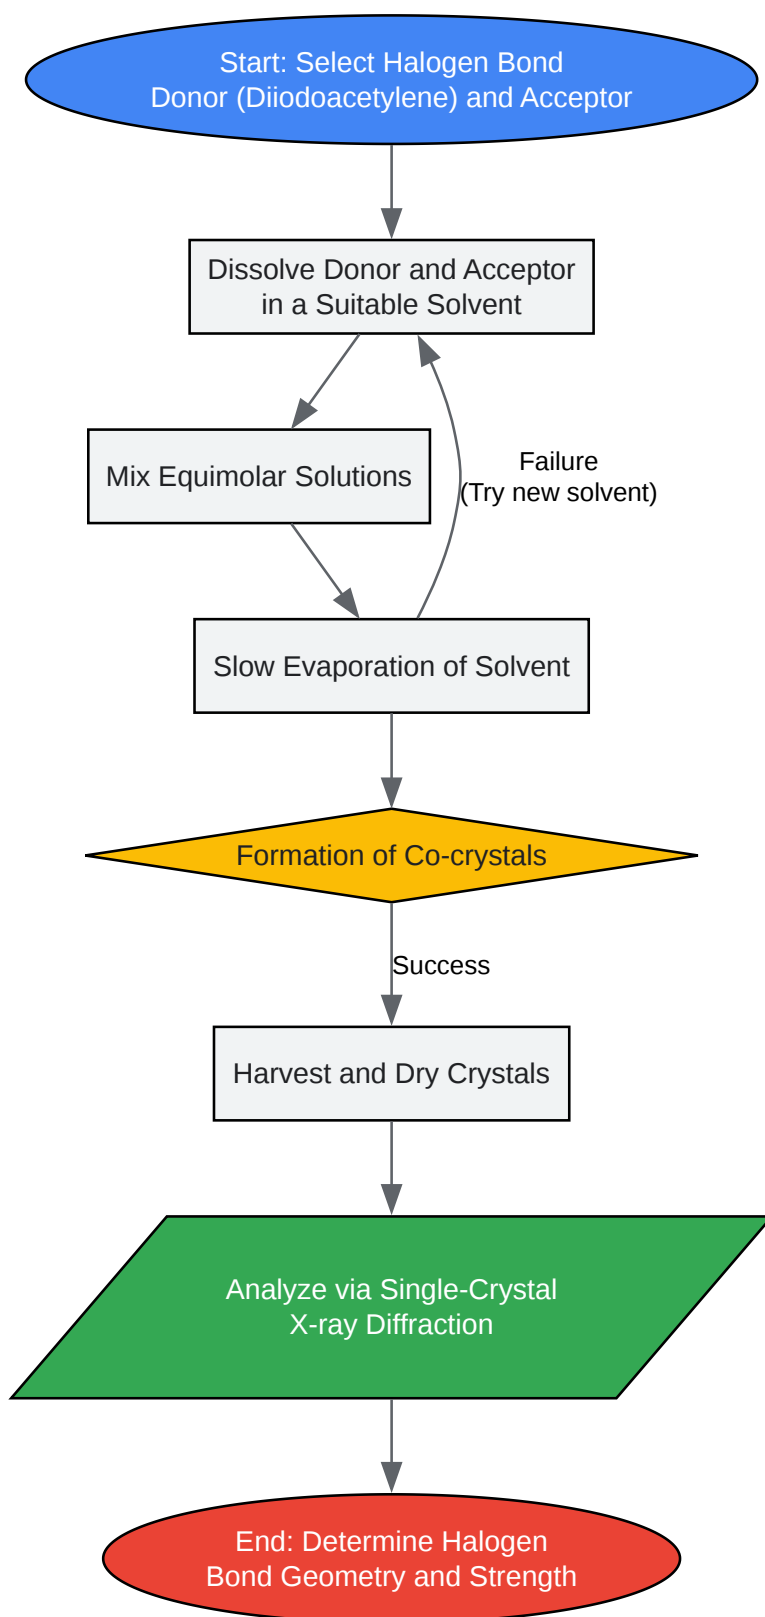 Start: Select Halogen Bond
Donor (Diiodoacetylene) and Acceptor
Dissolve Donor and Acceptor
in a Suitable Solvent
Mix Equimolar Solutions
Failure
(Try new solvent)
Slow Evaporation of Solvent
Formation of Co-crystals
Success
Harvest and Dry Crystals
Analyze via Single-Crystal
X-ray Diffraction
End: Determine Halogen
Bond Geometry and Strength